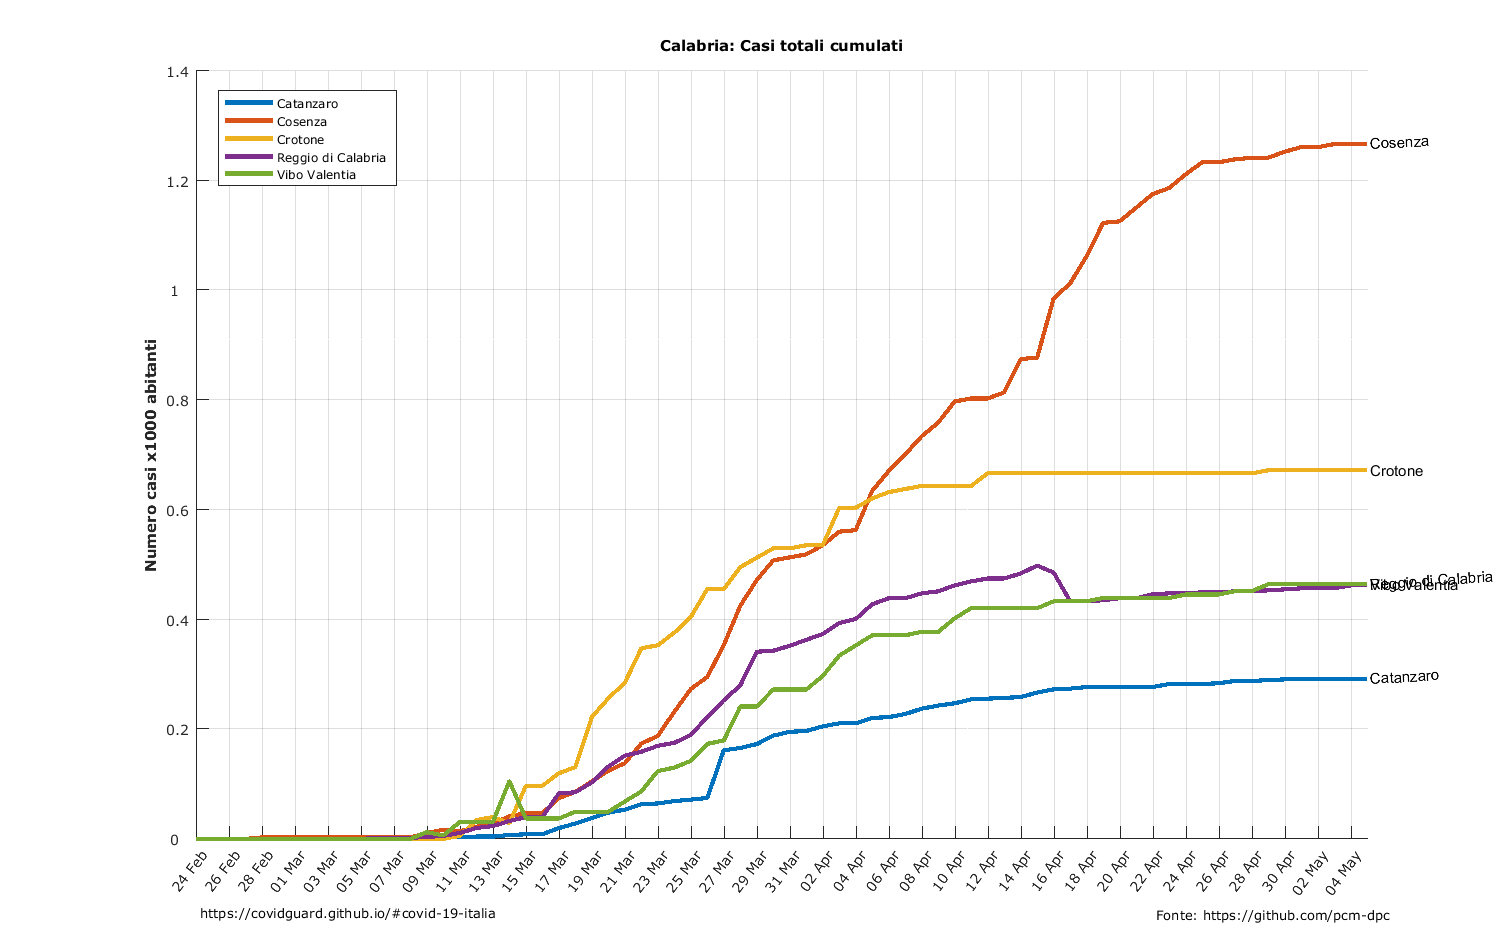 Calabria: Casi totali cumulati
Numero casi x1000 abitanti
1.4
1.2
1
0.8
0.6
0.4
0.2
0
Catanzaro
Cosenza
Crotone
Reggio di Calabria
Vibo Valentia
Cosenza
Crotone
Reggio di Calabria
Vibo Valentia
Catanzaro
24 Feb
26 Feb
28 Feb
01 Mar
03 Mar
05 Mar
07 Mar
09 Mar
11 Mar
13 Mar
15 Mar
17 Mar
19 Mar
21 Mar
23 Mar
25 Mar
27 Mar
29 Mar
31 Mar
02 Apr
04 Apr
06 Apr
08 Apr
10 Apr
12 Apr
14 Apr
16 Apr
18 Apr
20 Apr
22 Apr
24 Apr
26 Apr
28 Apr
30 Apr
02 May
04 May
https://covidguard.github.io/#covid-19-italia
Fonte: https://github.com/pcm-dpc